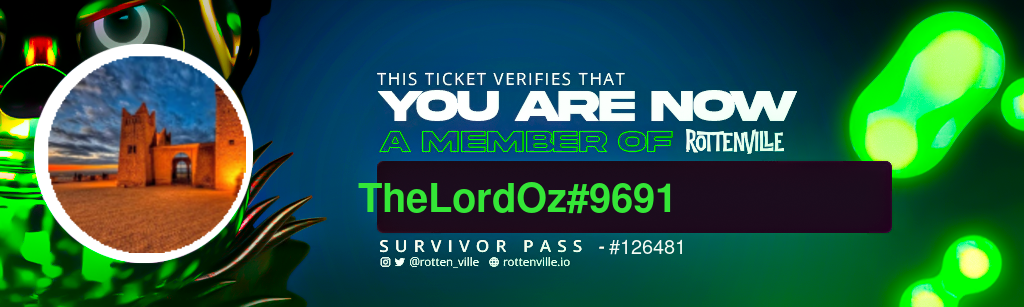 THIS TICKET VERIFIES THAT
YOU ARE NOW
A MEMBER OF ROTTENVILLE
TheLordOz#9691
SURVIVOR PASS - #126481
@rotten_ville rottenville.io